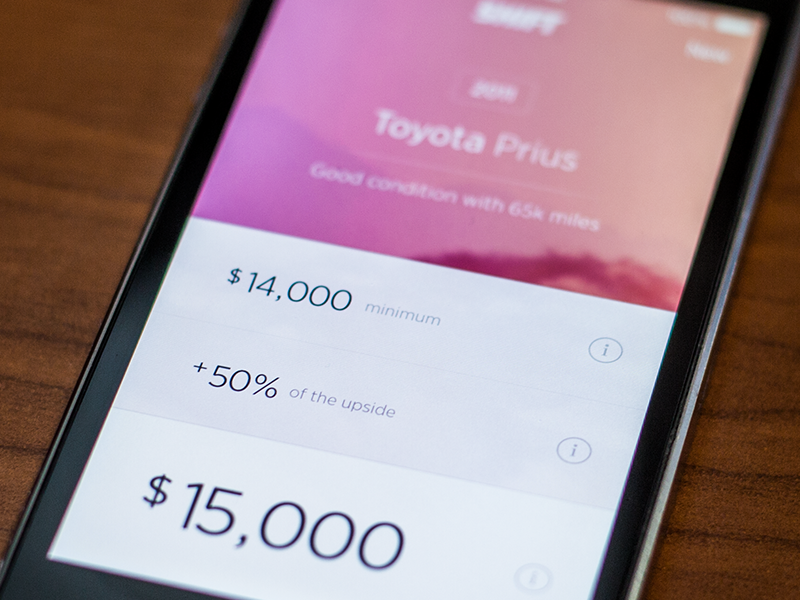 SHIFT
2011
Toyota Prius
Good condition with 65k miles
$14,000 minimum
+50% of the upside
$15,000